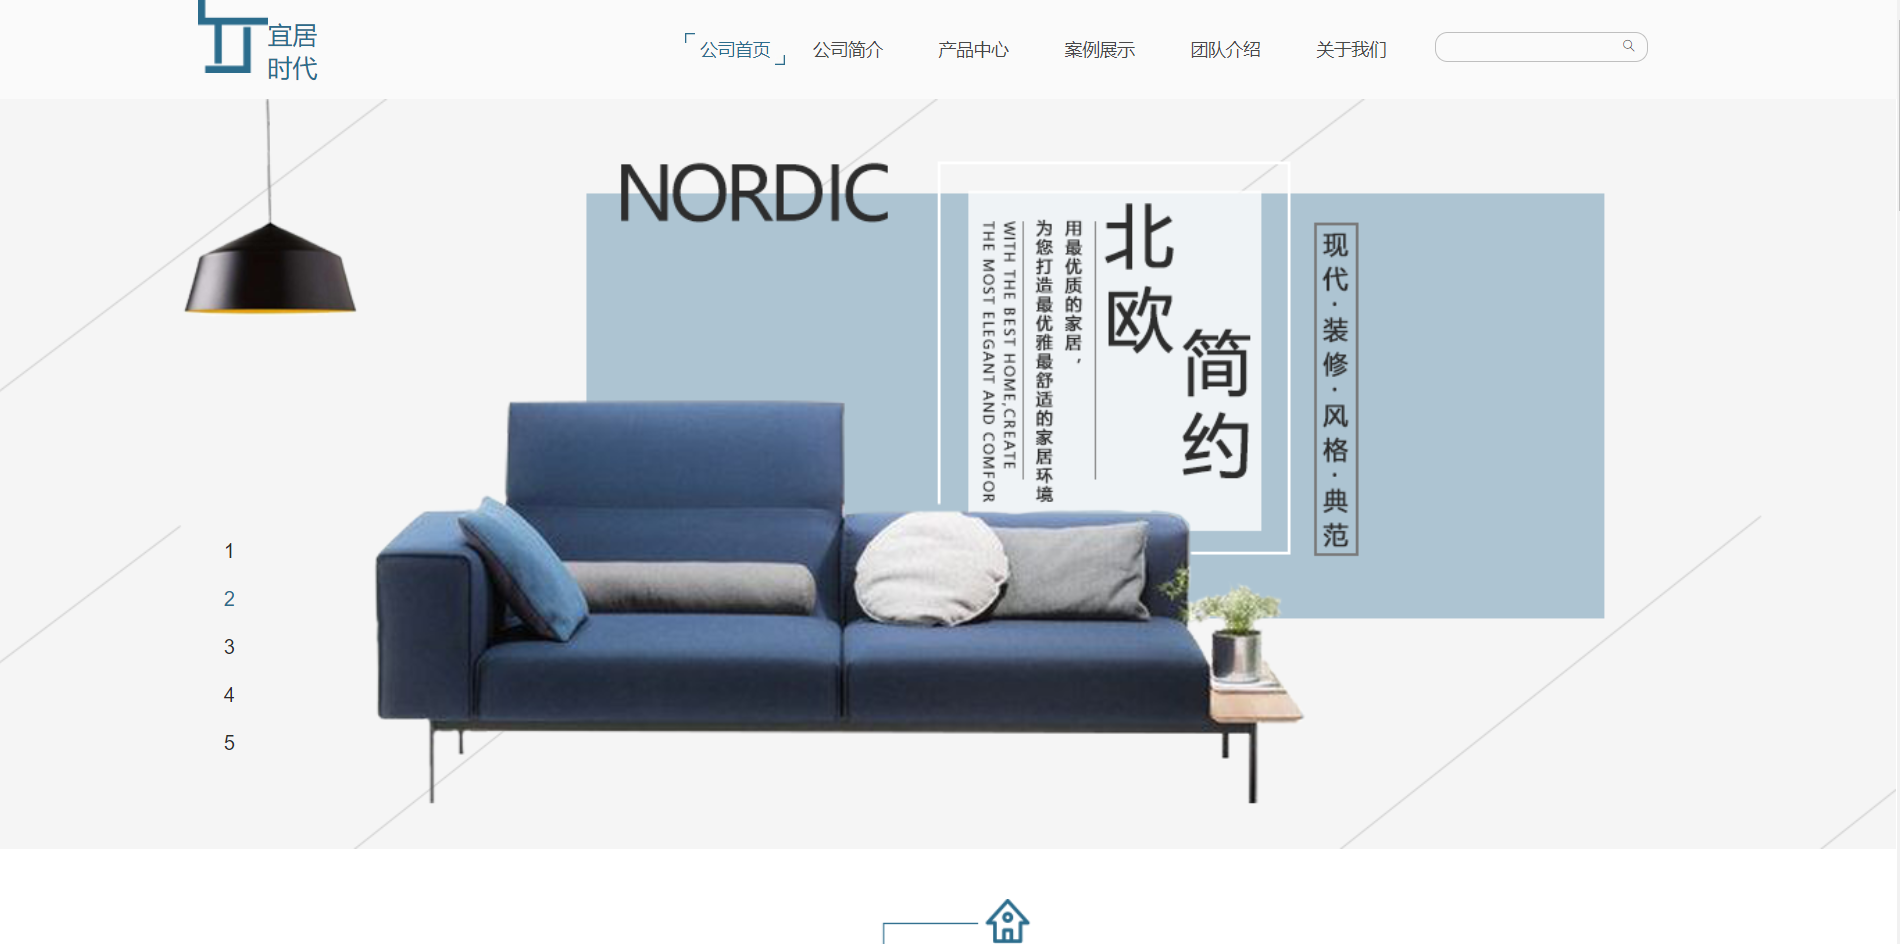 宜居
时代
公司首页
公司简介
产品中心
案例展示
团队介绍
关于我们
NORDIC
北欧
简约
用最优质的家居，
为您打造最优雅最舒适的家居环境
WITH THE BEST HOME,CREATE
THE MOST ELEGANT AND COMFOR
现代·装修·风格·典范
1
2
3
4
5